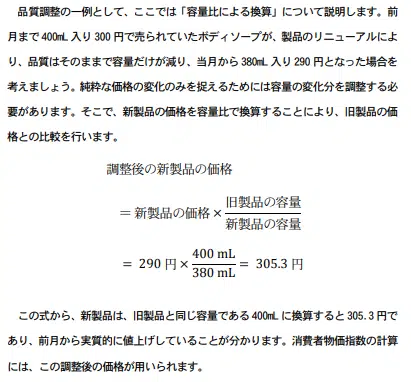 品質調整の一例として、ここでは「容量比による換算」について説明します。前
月まで400mL入り300円で売られていたボディソープが、製品のリニューアルによ
り、品質はそのままで容量だけが減り、当月から380mL入り290円となった場合を
考えましょう。純粋な価格の変化のみを捉えるためには容量の変化分を調整する必
要があります。そこで、新製品の価格を容量比で換算することにより、旧製品の価
格との比較を行います。
調整後の新製品の価格
＝新製品の価格×旧製品の容量/新製品の容量
= 290 円×400 mL/380 mL= 305.3 円
この式から、新製品は、旧製品と同じ容量である400mLに換算すると305.3円で
あり、前月から実質的に値上げしていることが分かります。消費者物価指数の計算
には、この調整後の価格が用いられます。